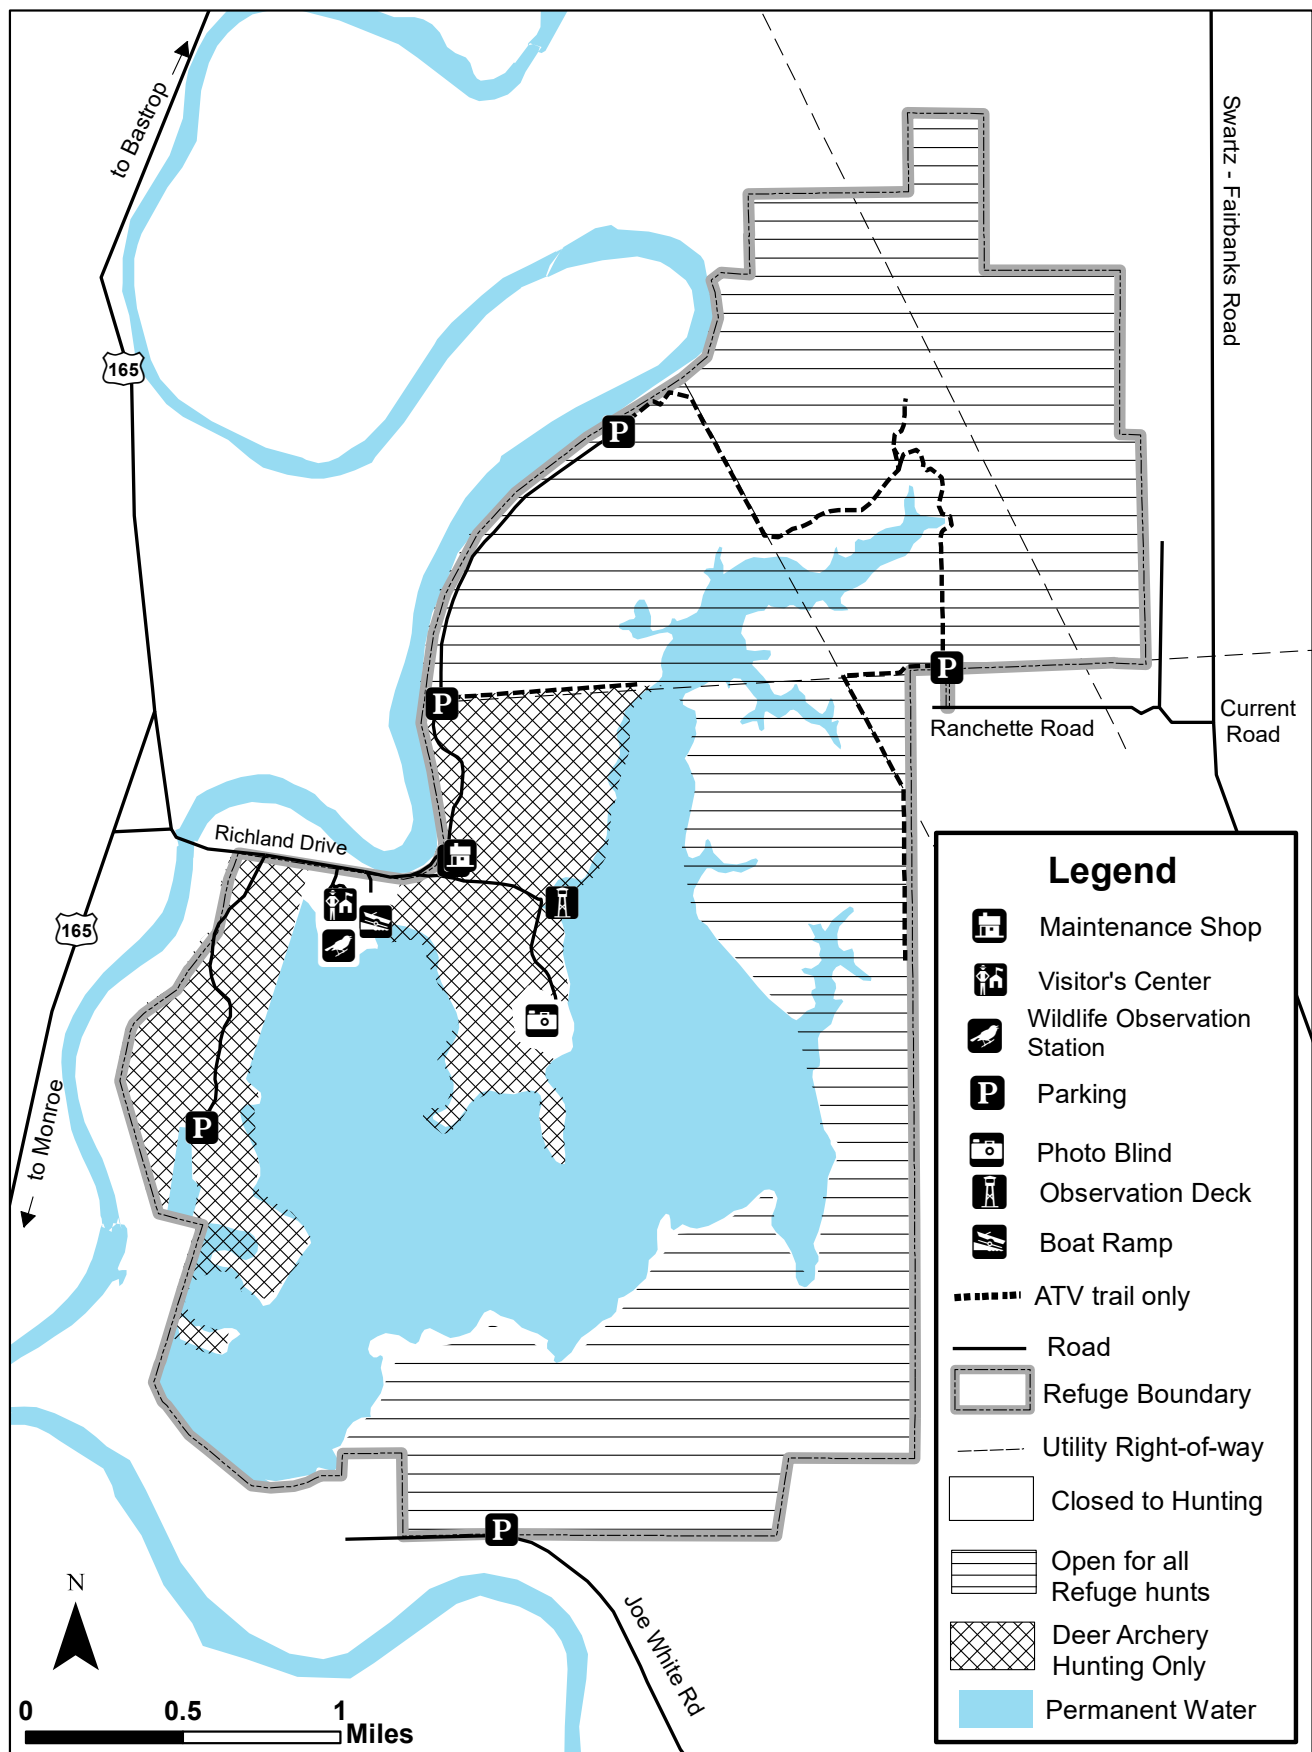 to Bastrop
Swartz - Fairbanks Road
165
P
P
P
Ranchette Road
Current
Road
Richland Drive
165
to Monroe
P
P
Joe White Rd
N
0 0.5 1
Miles
Legend
Maintenance Shop
Visitor's Center
Wildlife Observation
Station
P Parking
Photo Blind
Observation Deck
Boat Ramp
ATV trail only
Road
Refuge Boundary
Utility Right-of-way
Closed to Hunting
Open for all
Refuge hunts
Deer Archery
Hunting Only
Permanent Water